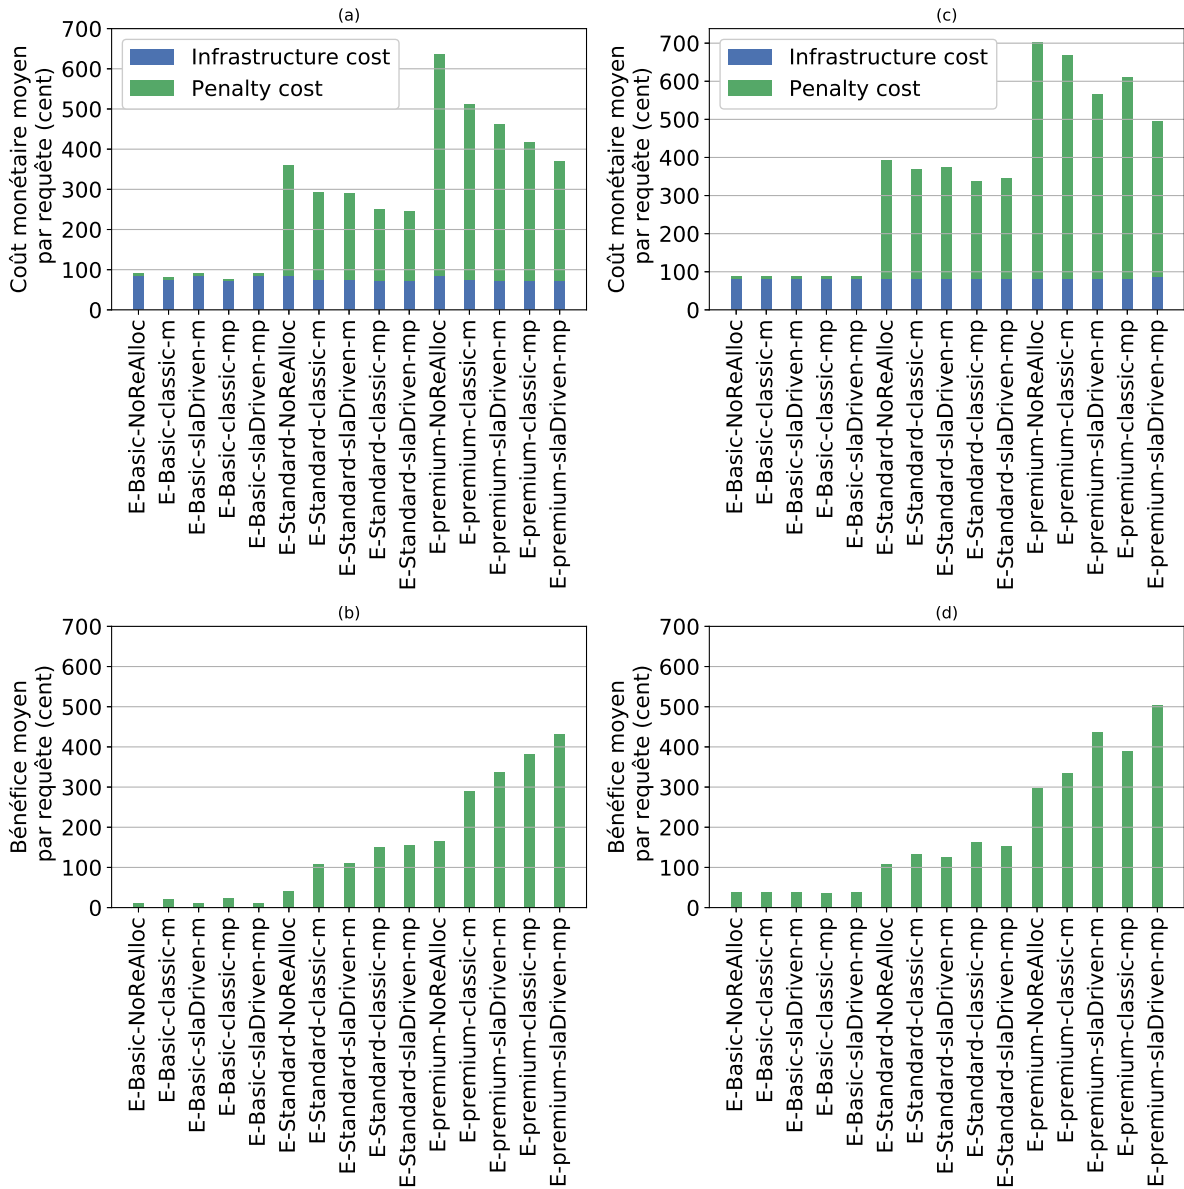 (a)
Coût monétaire moyen
par requête (cent)
700
600
500
400
300
200
100
0
Infrastructure cost
Penalty cost
E-Basic-NoReAlloc
E-Basic-classic-m
E-Basic-slaDriven-m
E-Basic-classic-mp
E-Basic-slaDriven-mp
E-Standard-NoReAlloc
E-Standard-classic-m
E-Standard-slaDriven-m
E-Standard-classic-mp
E-Standard-slaDriven-mp
E-premium-NoReAlloc
E-premium-classic-m
E-premium-slaDriven-m
E-premium-classic-mp
E-premium-slaDriven-mp
(c)
Coût monétaire moyen
par requête (cent)
700
600
500
400
300
200
100
0
Infrastructure cost
Penalty cost
E-Basic-NoReAlloc
E-Basic-classic-m
E-Basic-slaDriven-m
E-Basic-classic-mp
E-Basic-slaDriven-mp
E-Standard-NoReAlloc
E-Standard-classic-m
E-Standard-slaDriven-m
E-Standard-classic-mp
E-Standard-slaDriven-mp
E-premium-NoReAlloc
E-premium-classic-m
E-premium-slaDriven-m
E-premium-classic-mp
E-premium-slaDriven-mp
(b)
Bénéfice moyen
par requête (cent)
700
600
500
400
300
200
100
0
E-Basic-NoReAlloc
E-Basic-classic-m
E-Basic-slaDriven-m
E-Basic-classic-mp
E-Basic-slaDriven-mp
E-Standard-NoReAlloc
E-Standard-classic-m
E-Standard-slaDriven-m
E-Standard-classic-mp
E-Standard-slaDriven-mp
E-premium-NoReAlloc
E-premium-classic-m
E-premium-slaDriven-m
E-premium-classic-mp
E-premium-slaDriven-mp
(d)
Bénéfice moyen
par requête (cent)
700
600
500
400
300
200
100
0
E-Basic-NoReAlloc
E-Basic-classic-m
E-Basic-slaDriven-m
E-Basic-classic-mp
E-Basic-slaDriven-mp
E-Standard-NoReAlloc
E-Standard-classic-m
E-Standard-slaDriven-m
E-Standard-classic-mp
E-Standard-slaDriven-mp
E-premium-NoReAlloc
E-premium-classic-m
E-premium-slaDriven-m
E-premium-classic-mp
E-premium-slaDriven-mp